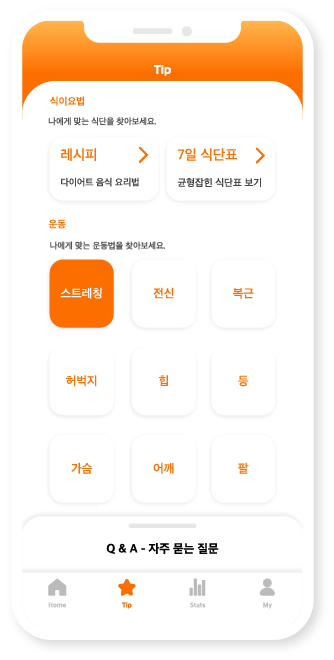 Tip
식이요법
나에게 맞는 식단을 찾아보세요.
레시피
7일 식단표
다이어트 음식 요리법
균형잡힌 식단표 보기
운동
나에게 맞는 운동법을 찾아보세요.
스트레칭
전신
복근
허벅지
힙
등
가슴
어깨
팔
Q & A - 자주 묻는 질문
Home
Tip
Stats
My